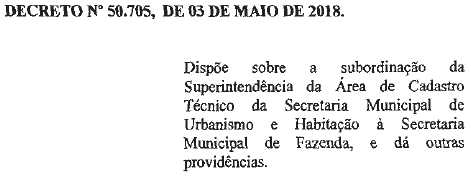 DECRETO Nº 50.705, DE 03 DE MAIO DE 2018.
Dispõe sobre a subordinação da
Superintendência da Área de Cadastro
Técnico da Secretaria Municipal de
Urbanismo e Habitação à Secretaria
Municipal de Fazenda, e dá outras
providências.